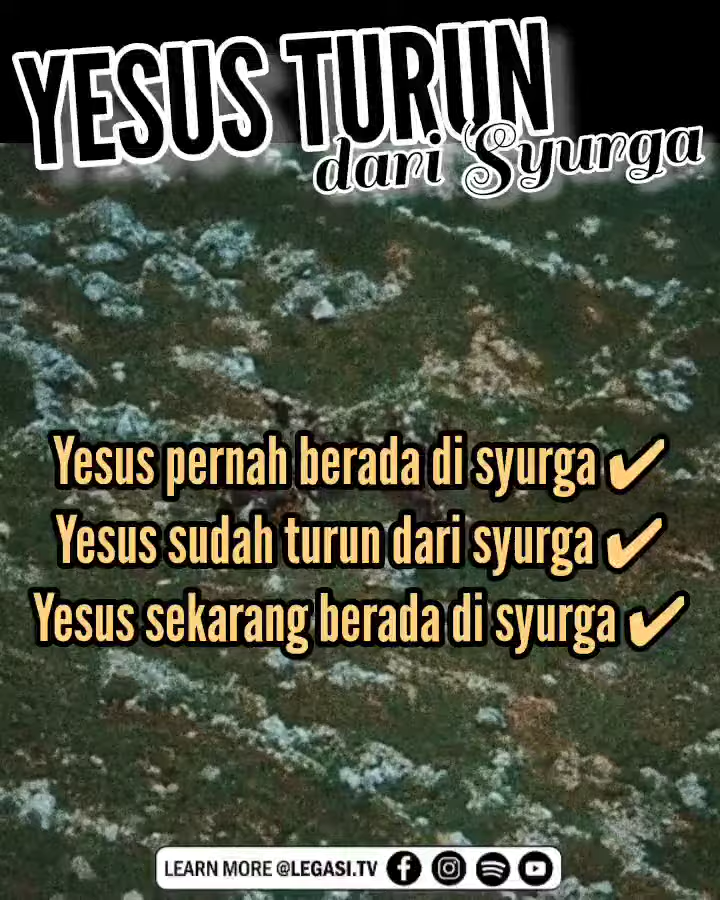 YESUS TURUN
dari Syurga
Yesus pernah berada di syurga ✔
Yesus sudah turun dari syurga ✔
Yesus sekarang berada di syurga ✔
LEARN MORE @LEGASI.TV